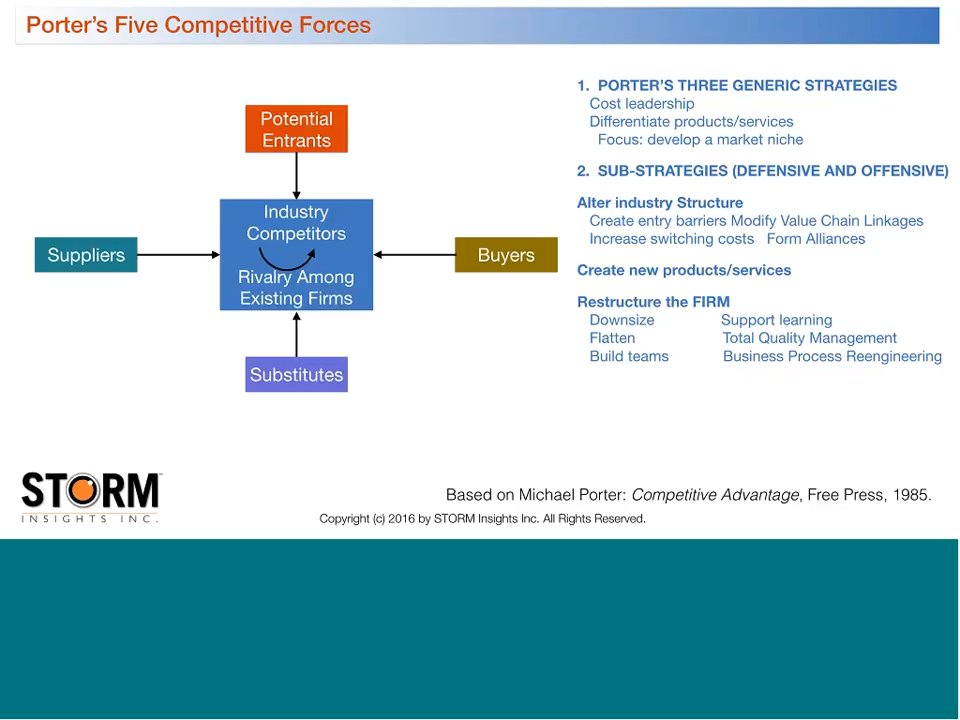 Porter's Five Competitive Forces
Potential
Entrants
Industry
Competitors
Rivalry Among
Existing Firms
Suppliers
Buyers
Substitutes
1. PORTER'S THREE GENERIC STRATEGIES
Cost leadership
Differentiate products/services
Focus: develop a market niche
2. SUB-STRATEGIES (DEFENSIVE AND OFFENSIVE)
Alter industry Structure
Create entry barriers Modify Value Chain Linkages
Increase switching costs Form Alliances
Create new products/services
Restructure the FIRM
Downsize Support learning
Flatten Total Quality Management
Build teams Business Process Reengineering
STORM
INSIGHTS INC.
Based on Michael Porter: Competitive Advantage, Free Press, 1985.
Copyright (c) 2016 by STORM Insights Inc. All Rights Reserved.